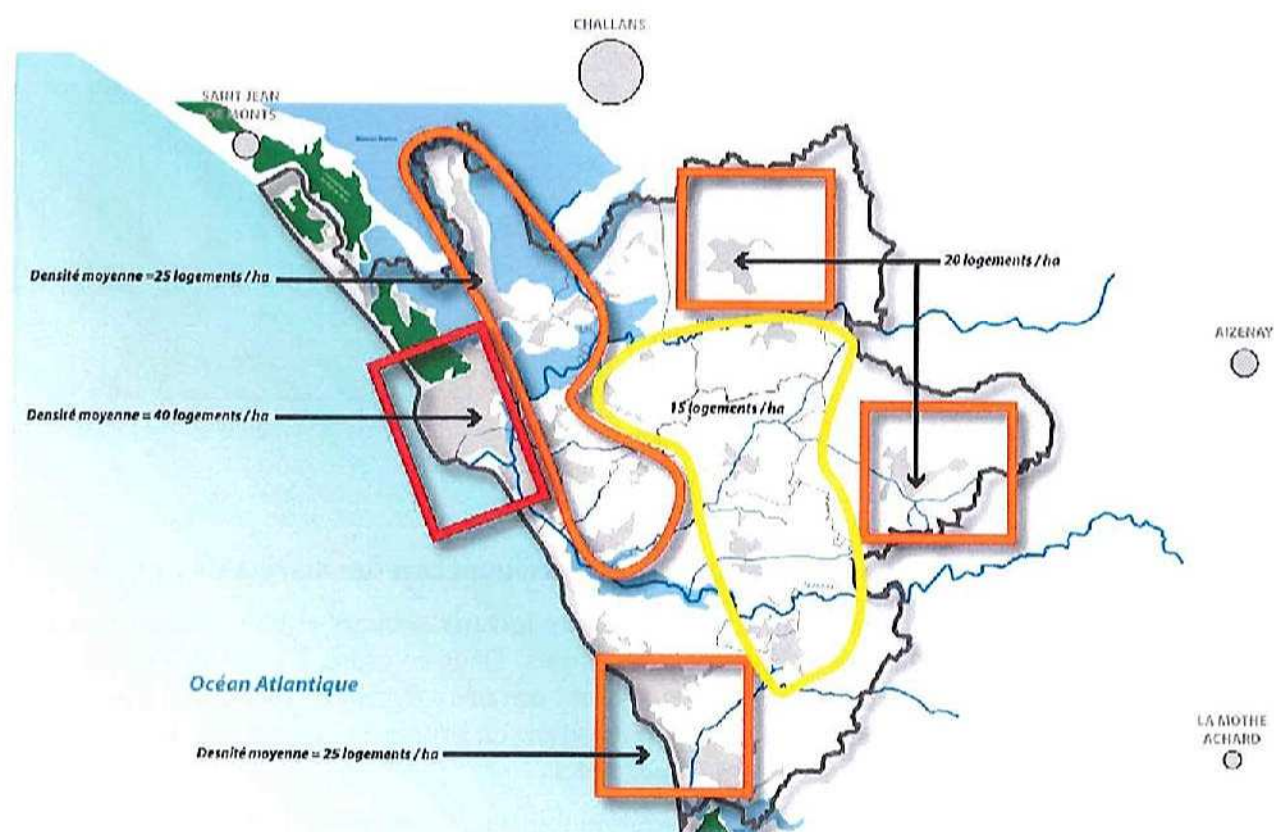 CHALLANS
SAINT JEAN
DE MONTS
Densité moyenne =25 logements / ha
20 logements / ha
AIZENAY
Densité moyenne = 40 logements / ha
15 logements / ha
Océan Atlantique
Desnité moyenne = 25 logements / ha
LA MOTHE
ACHARD